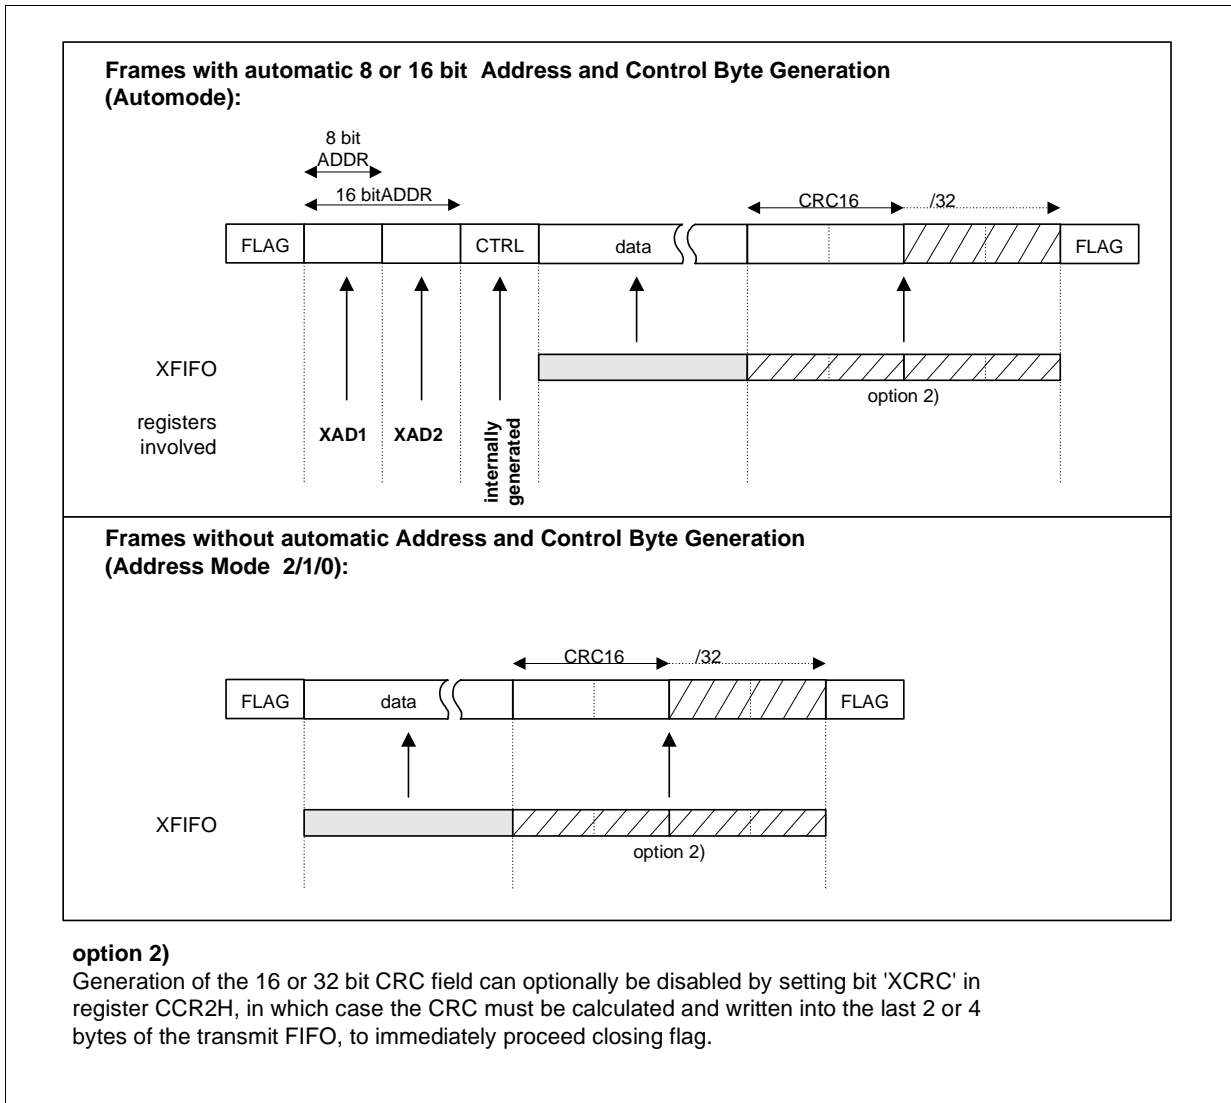 Frames with automatic 8 or 16 bit  Address and Control Byte Generation
(Automode):
8 bit
ADDR
16 bitADDR
CRC16
/32
FLAG
CTRL
data
FLAG
XFIFO
option 2)
registers
involved
XAD1
XAD2
internally
generated
Frames without automatic Address and Control Byte Generation
(Address Mode  2/1/0):
CRC16
/32
FLAG
data
FLAG
XFIFO
option 2)
option 2)
Generation of the 16 or 32 bit CRC field can optionally be disabled by setting bit 'XCRC' in
register CCR2H, in which case the CRC must be calculated and written into the last 2 or 4
bytes of the transmit FIFO, to immediately proceed closing flag.